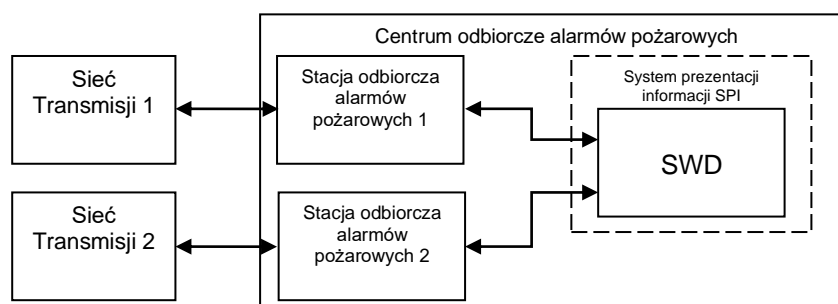 Centrum odbiorcze alarmów pożarowych
Sieć
Transmisji 1
Stacja odbiorcza
alarmów
pożarowych 1
System prezentacji
informacji SPI
SWD
Sieć
Transmisji 2
Stacja odbiorcza
alarmów
pożarowych 2